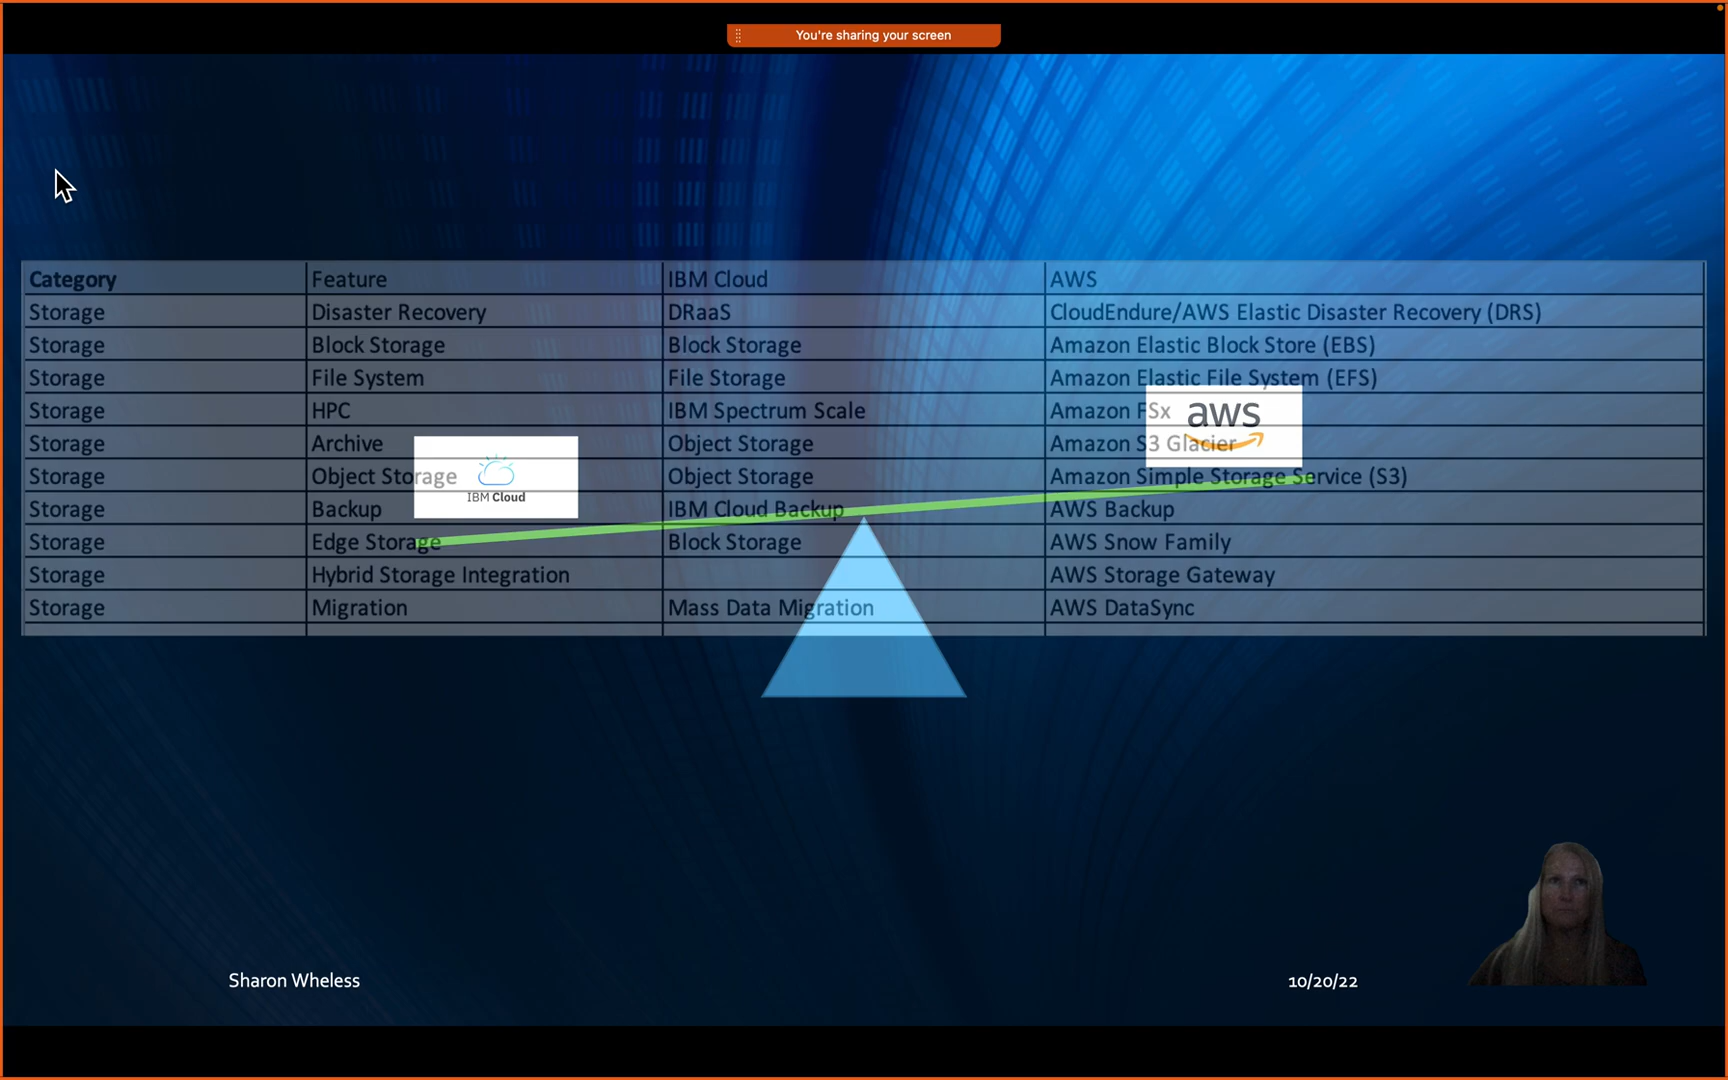 You're sharing your screen
Category Feature IBM Cloud AWS
Storage Disaster Recovery DRaaS CloudEndure/AWS Elastic Disaster Recovery (DRS)
Storage Block Storage Block Storage Amazon Elastic Block Store (EBS)
Storage File System File Storage Amazon Elastic File System (EFS)
Storage HPC IBM Spectrum Scale Amazon FSx
Storage Archive Object Storage Amazon S3 Glacier
Storage Object Storage Object Storage Amazon Simple Storage Service (S3)
Storage Backup IBM Cloud Backup AWS Backup
Storage Edge Storage Block Storage AWS Snow Family
Storage Hybrid Storage Integration AWS Storage Gateway
Storage Migration Mass Data Migration AWS DataSync
IBM Cloud
aws
Sharon Wheless
10/20/22